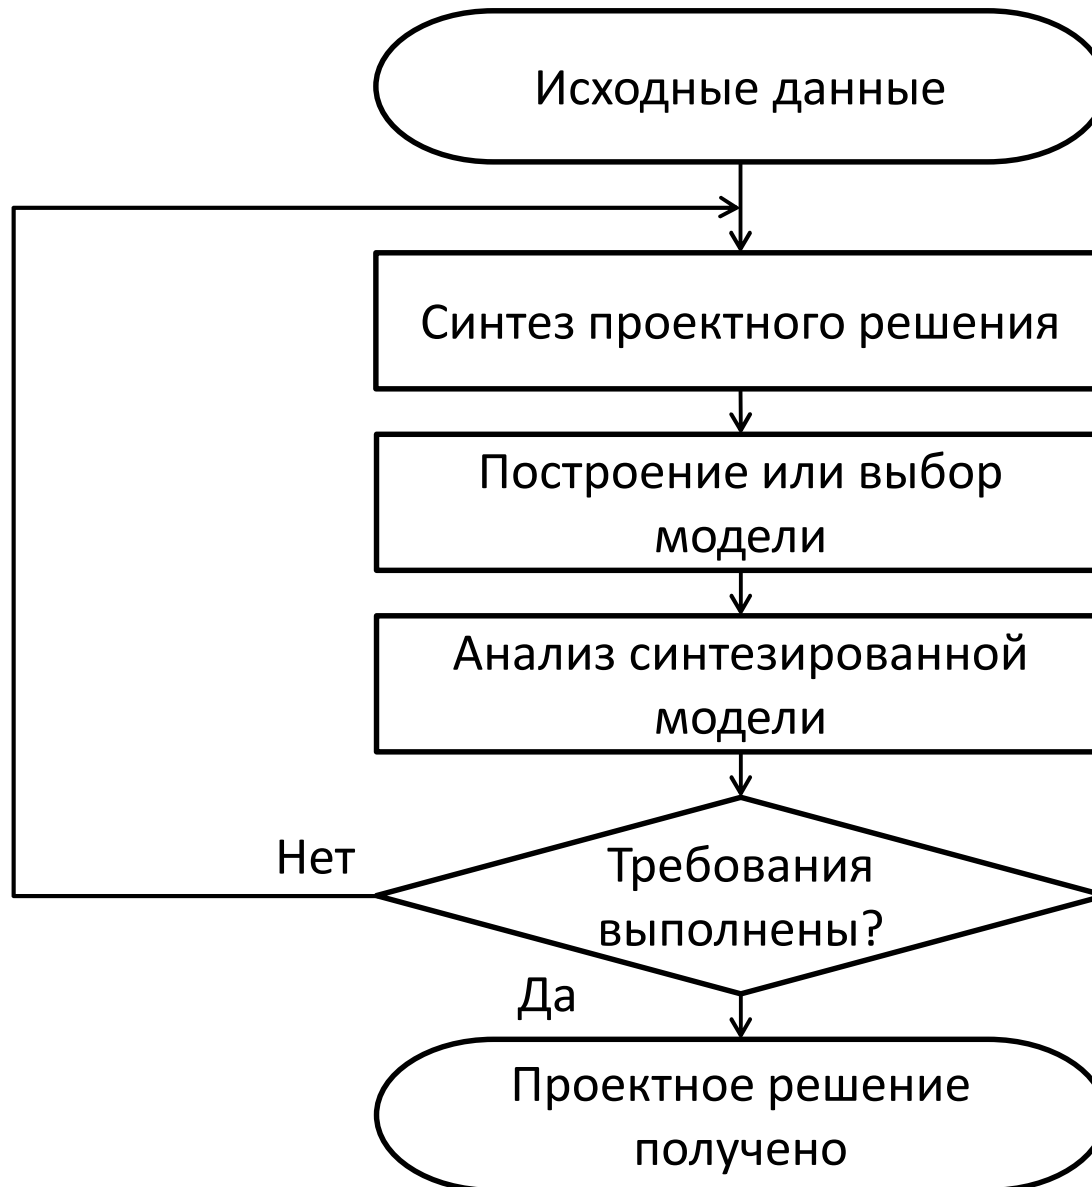 Исходные данные
Синтез проектного решения
Построение или выбор
модели
Анализ синтезированной
модели
Нет
Требования
выполнены?
Да
Проектное решение
получено